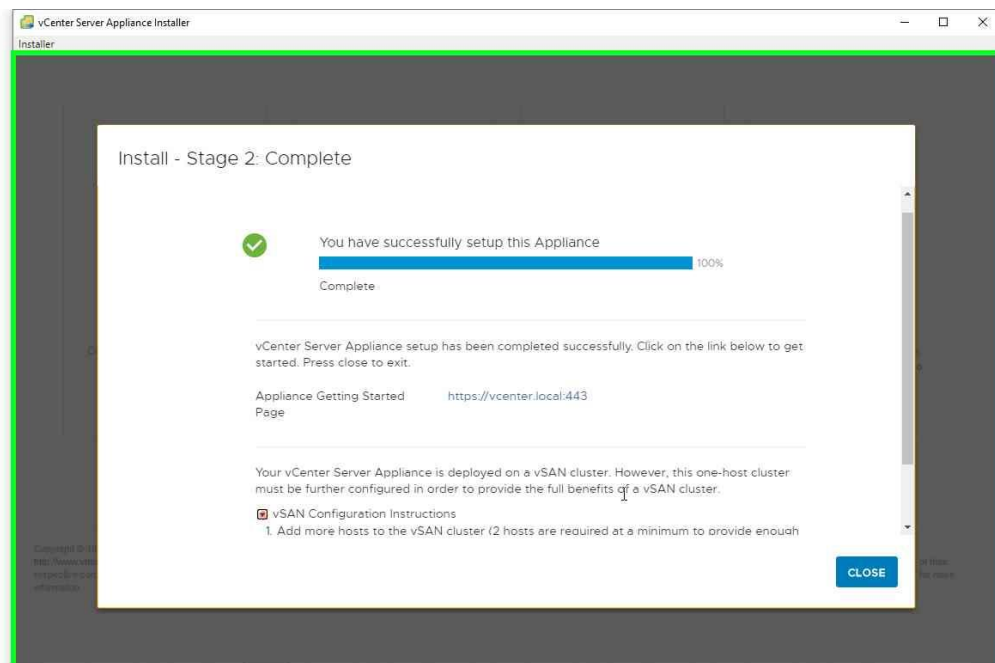 vCenter Server Appliance Installer
Installer
Install - Stage 2: Complete
You have successfully setup this Appliance
100%
Complete
vCenter Server Appliance setup has been completed successfully. Click on the link below to get
started. Press close to exit.
Appliance Getting Started https://vcenter.local:443
Page
Your vCenter Server Appliance is deployed on a vSAN cluster. However, this one-host cluster
must be further configured in order to provide the full benefits of a vSAN cluster.
vSAN Configuration Instructions
1. Add more hosts to the vSAN cluster (2 hosts are required at a minimum to provide enough
CLOSE